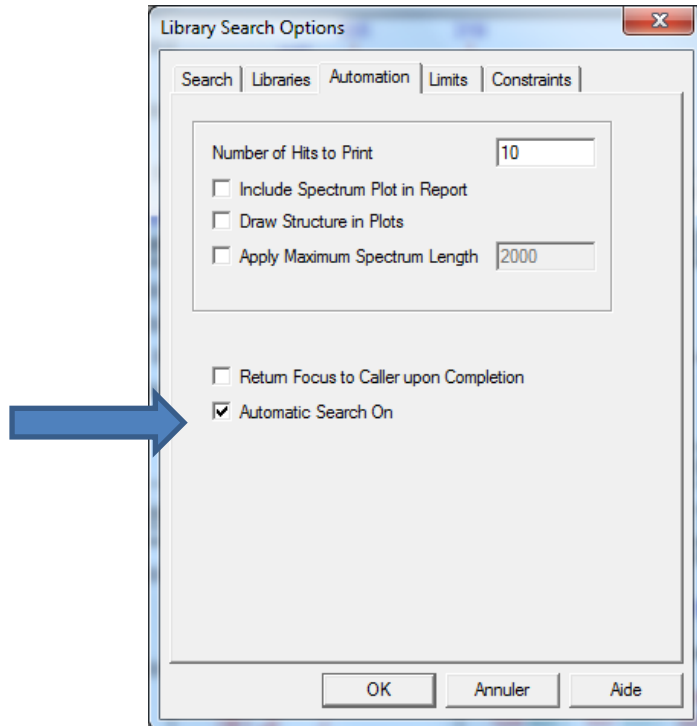 Library Search Options
Search Libraries Automation Limits Constraints
Number of Hits to Print 10
Include Spectrum Plot in Report
Draw Structure in Plots
Apply Maximum Spectrum Length 2000
Return Focus to Caller upon Completion
Automatic Search On
OK Annuler Aide